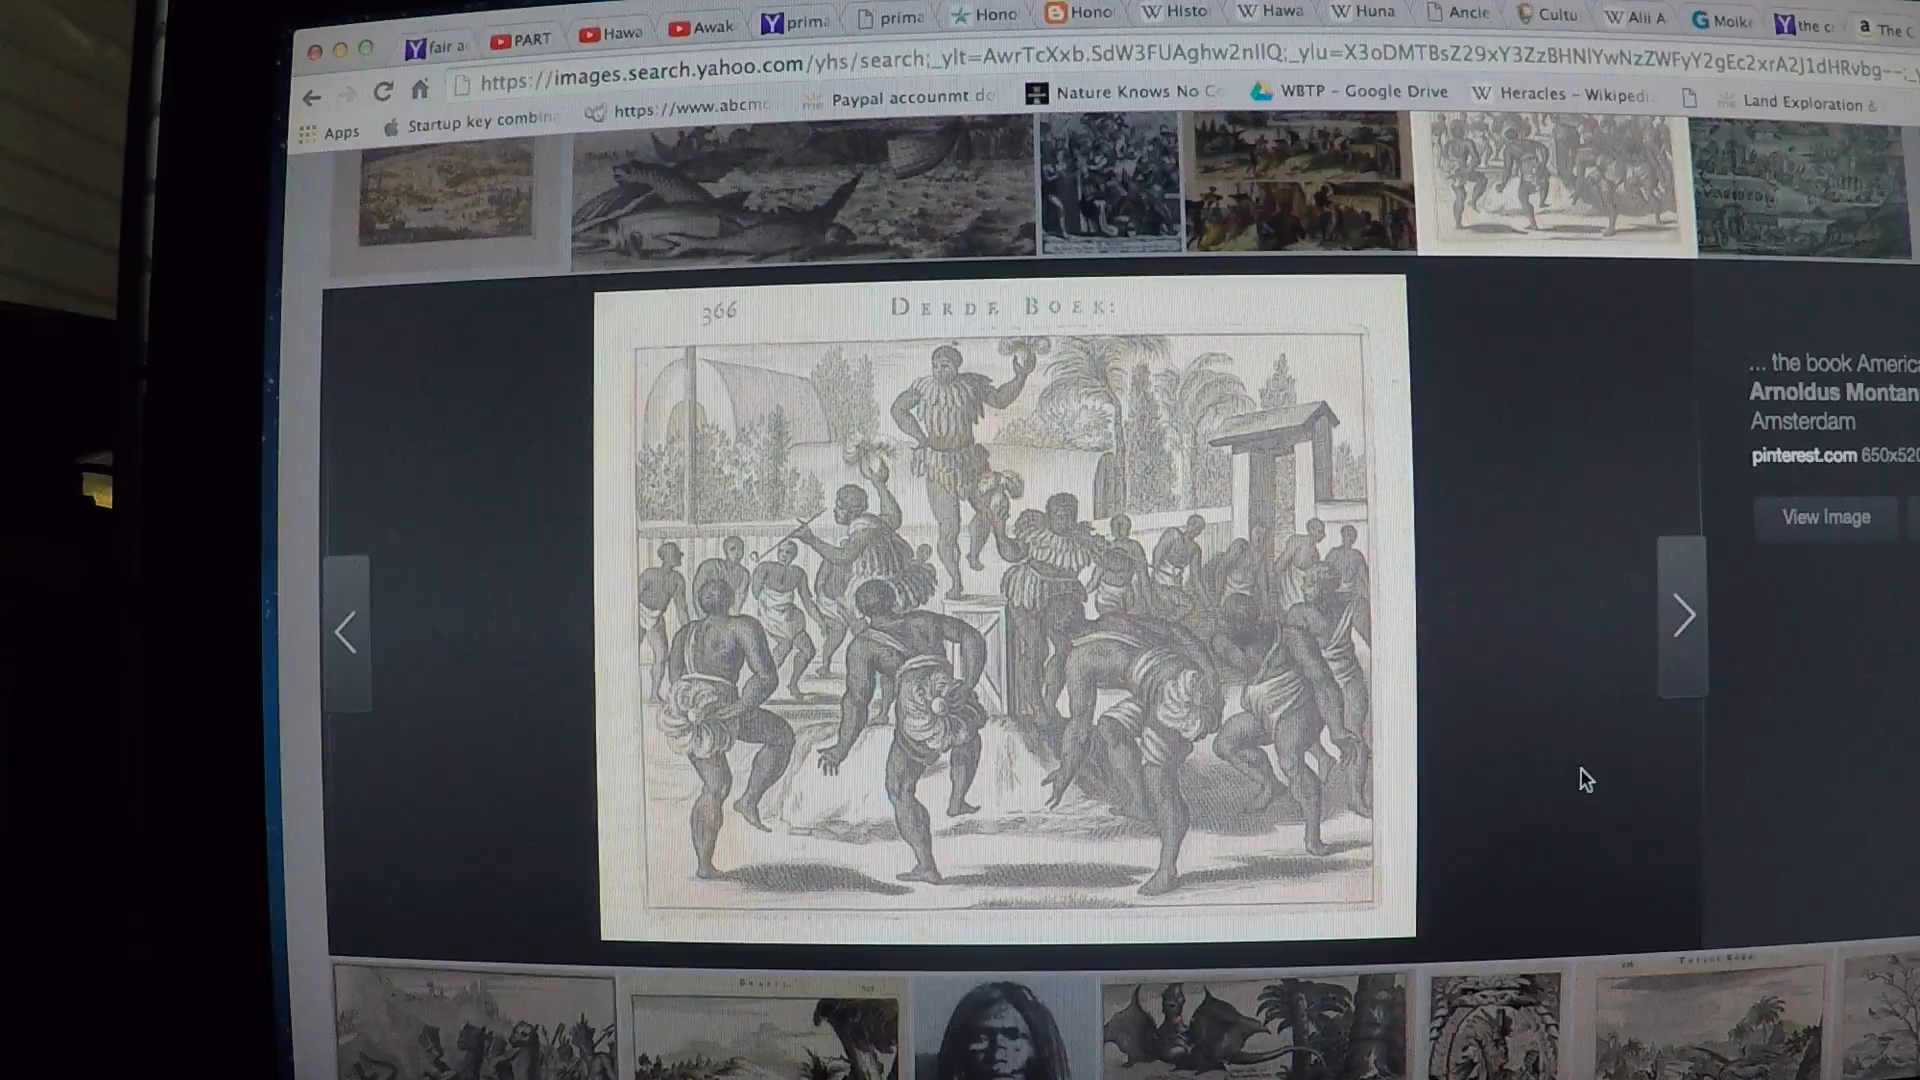 fair a
PART
Hawa
Awak
prima
prima
Hono
Hono
Histo
Hawa
Huna
Ancie
Cultu
Alii A
Moike
the c
The C
https://images.search.yahoo.com/yhs/search;_ylt=AwrTcXxb.SdW3FUAghw2nIlQ;_ylu=X3oDMTBsZ29xY3ZzBHNlYwNzZWFyY2gEc2xrA2J1dHRvbg--;_
Apps
Startup key combin
https://www.abcmo
Paypal accounmt do
Nature Knows No C
WBTP - Google Drive
Heracles - Wikipedi
Land Exploration &
366
DERDE BOEK:
... the book Americ
Arnoldus Montan
Amsterdam
pinterest.com 650x520
View Image